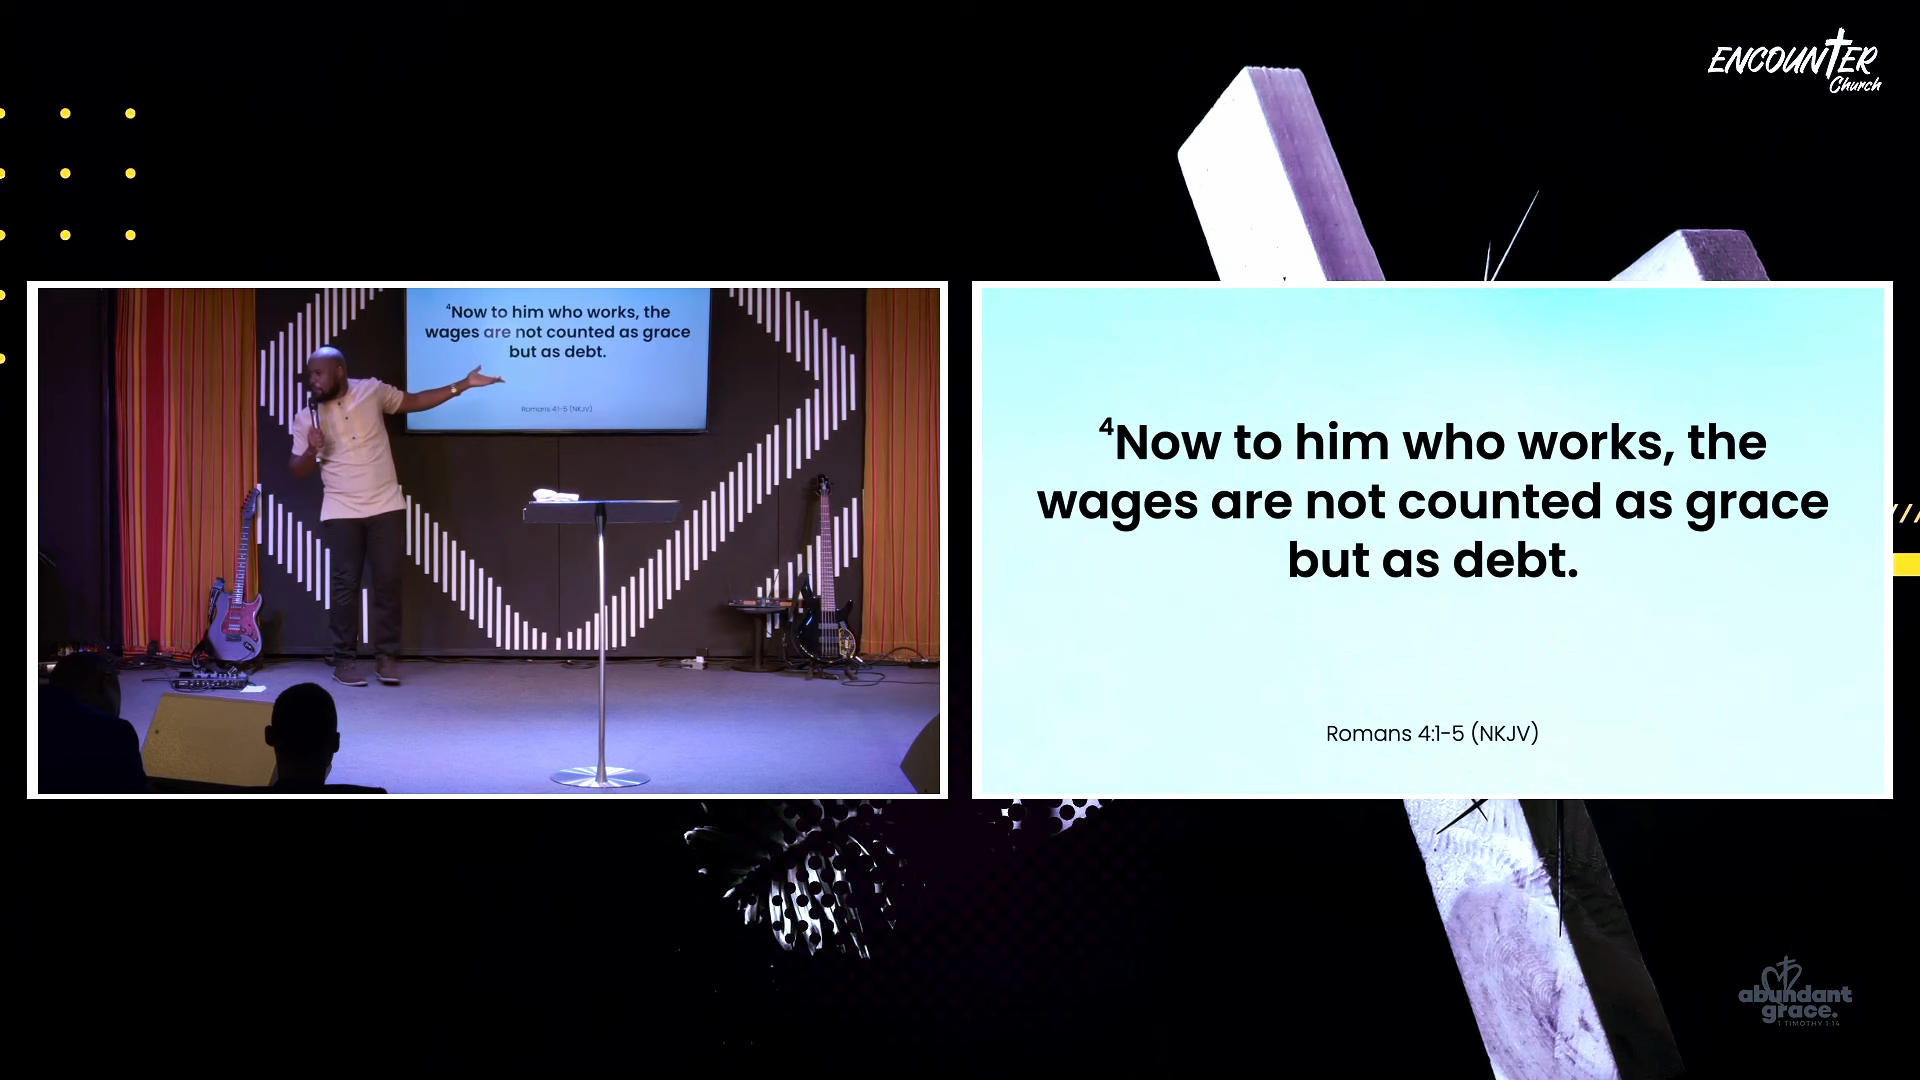 ENCOUNTER
Church
⁴Now to him who works, the
wages are not counted as grace
but as debt.
Romans 4:1-5 (NKJV)
⁴Now to him who works, the
wages are not counted as grace
but as debt.
Romans 4:1-5 (NKJV)
abundant
grace.
1 TIMOTHY 1:14